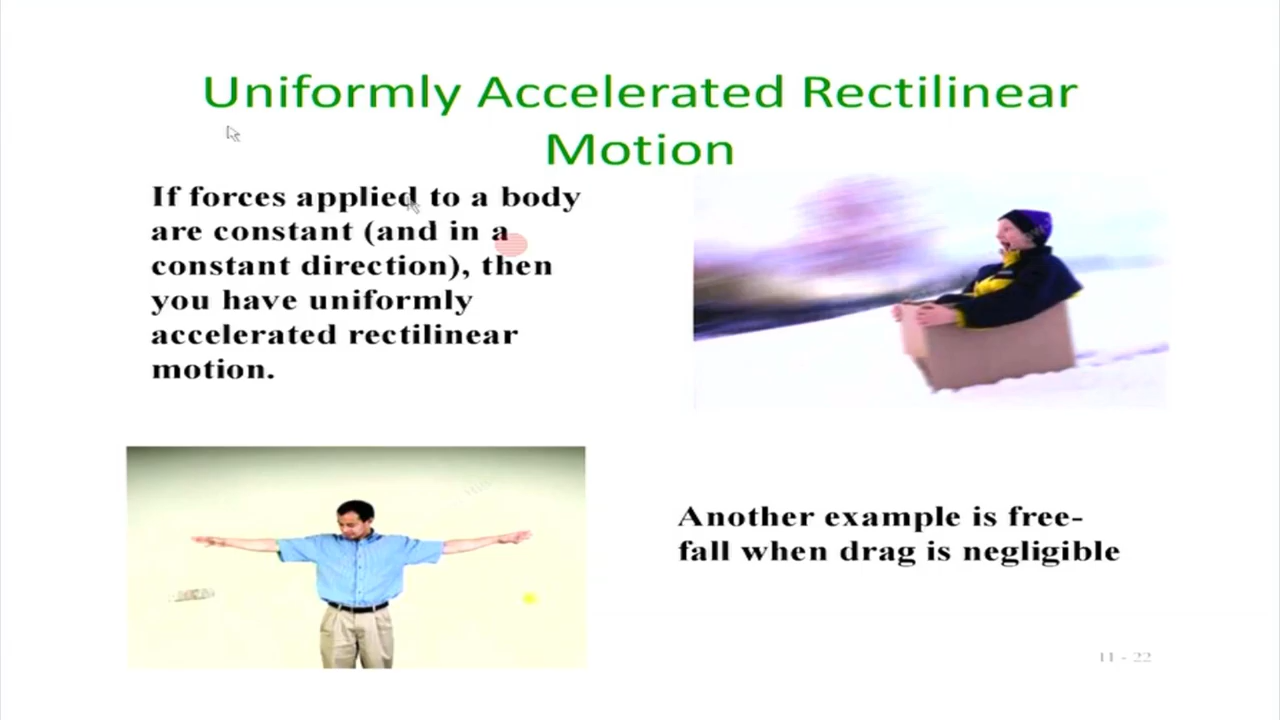 Uniformly Accelerated Rectilinear
Motion
If forces applied to a body
are constant (and in a
constant direction), then
you have uniformly
accelerated rectilinear
motion.
Another example is free-
fall when drag is negligible
11 - 22